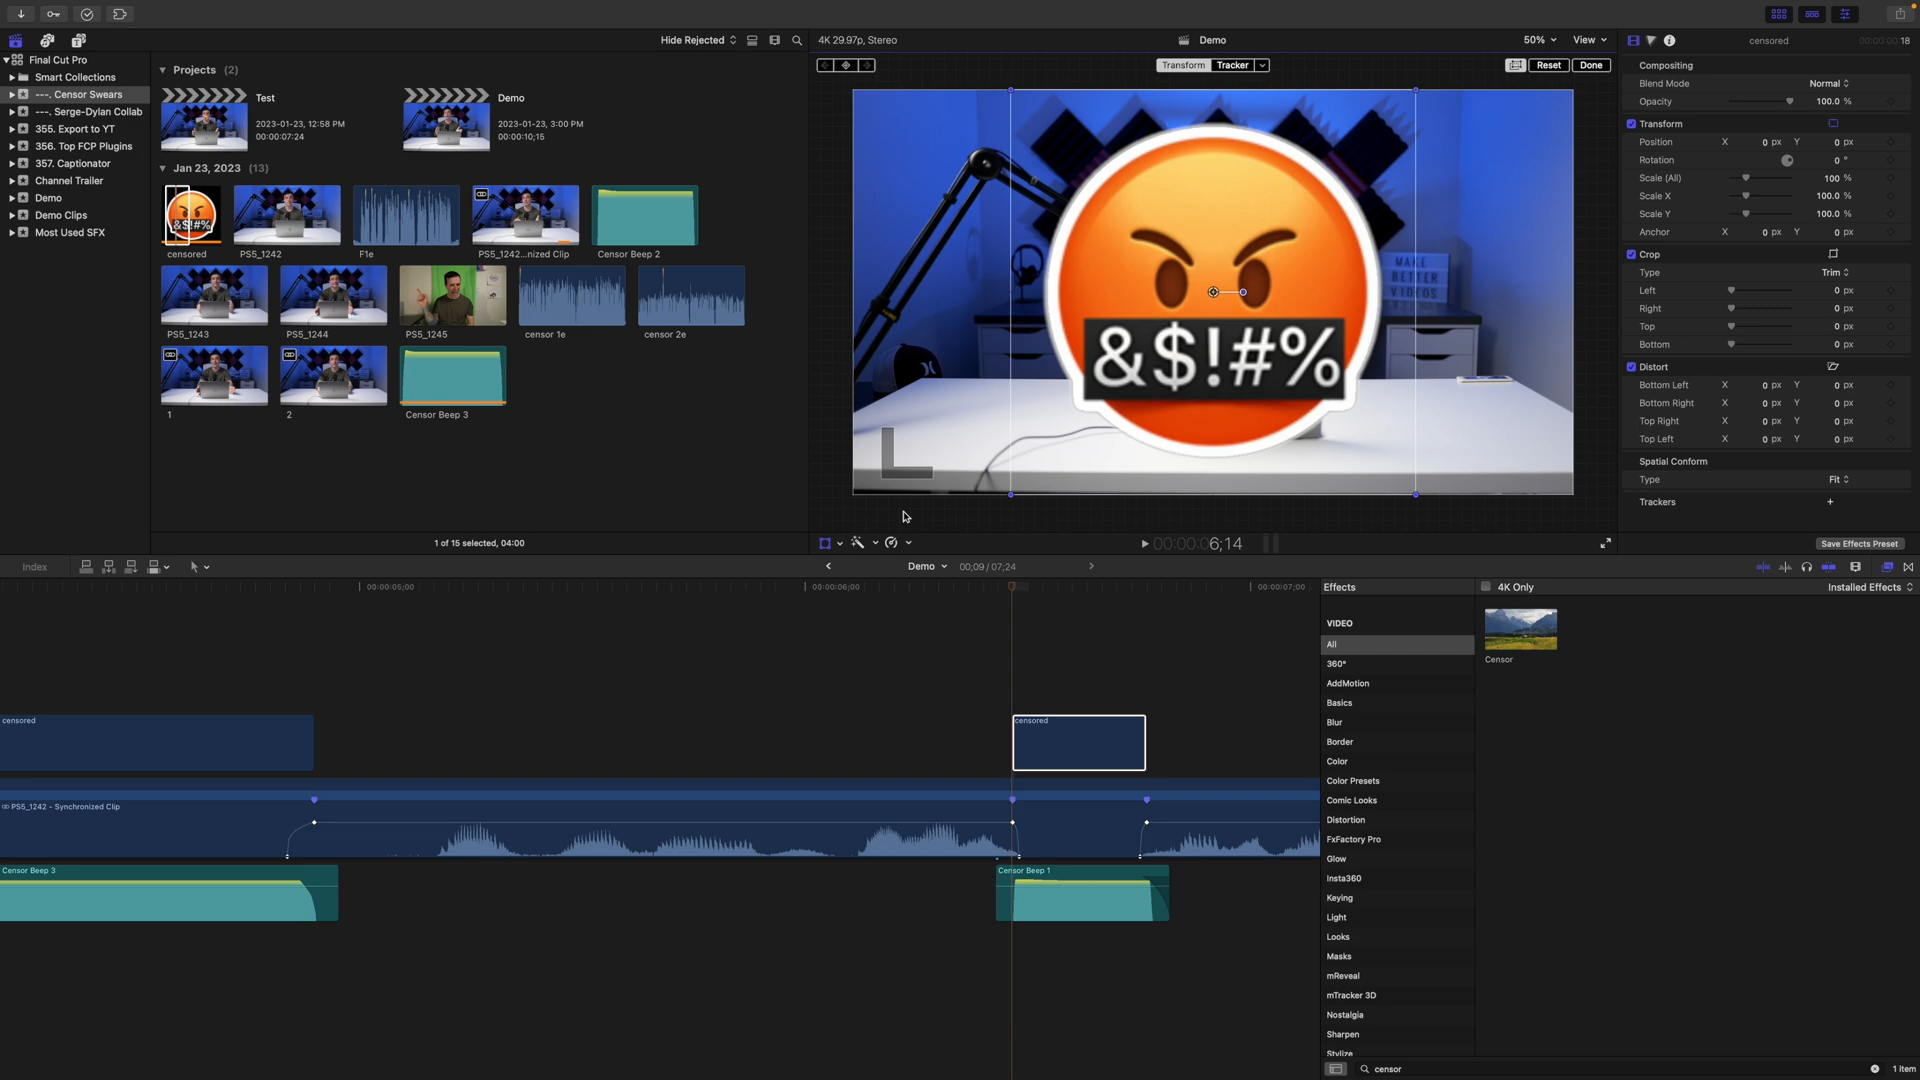 Hide Rejected
4K 29.97p, Stereo
Demo
50%
View
censored
00:00:00:18
Final Cut Pro
Smart Collections
---. Censor Swears
---. Serge-Dylan Collab
355. Export to YT
356. Top FCP Plugins
357. Captionator
Channel Trailer
Demo
Demo Clips
Most Used SFX
Projects (2)
Test
2023-01-23, 12:58 PM
00:00:07:24
Demo
2023-01-23, 3:00 PM
00:00:10;15
Jan 23, 2023 (13)
&$!#%
censored
PS5_1242
F1e
PS5_1242...nized Clip
Censor Beep 2
PS5_1243
PS5_1244
PS5_1245
censor 1e
censor 2e
1
2
Censor Beep 3
1 of 15 selected, 04:00
Transform
Tracker
Reset
Done
MAKE
BETTER
VIDEOS
&$!#%
00:00:06;14
Compositing
Blend Mode Normal
Opacity 100.0 %
Transform
Position X 0 px Y 0 px
Rotation 0 °
Scale (All) 100 %
Scale X 100.0 %
Scale Y 100.0 %
Anchor X 0 px Y 0 px
Crop
Type Trim
Left 0 px
Right 0 px
Top 0 px
Bottom 0 px
Distort
Bottom Left X 0 px Y 0 px
Bottom Right X 0 px Y 0 px
Top Right X 0 px Y 0 px
Top Left X 0 px Y 0 px
Spatial Conform
Type Fit
Trackers +
Save Effects Preset
Index
Demo
00;09 / 07;24
00:00:05;00
00:00:06;00
00:00:07;00
censored
censored
PS5_1242 - Synchronized Clip
Censor Beep 3
Censor Beep 1
Effects
4K Only
Installed Effects
VIDEO
All
360°
AddMotion
Basics
Blur
Border
Color
Color Presets
Comic Looks
Distortion
FxFactory Pro
Glow
Insta360
Keying
Light
Looks
Masks
mReveal
mTracker 3D
Nostalgia
Sharpen
Stylize
Censor
censor
1 item